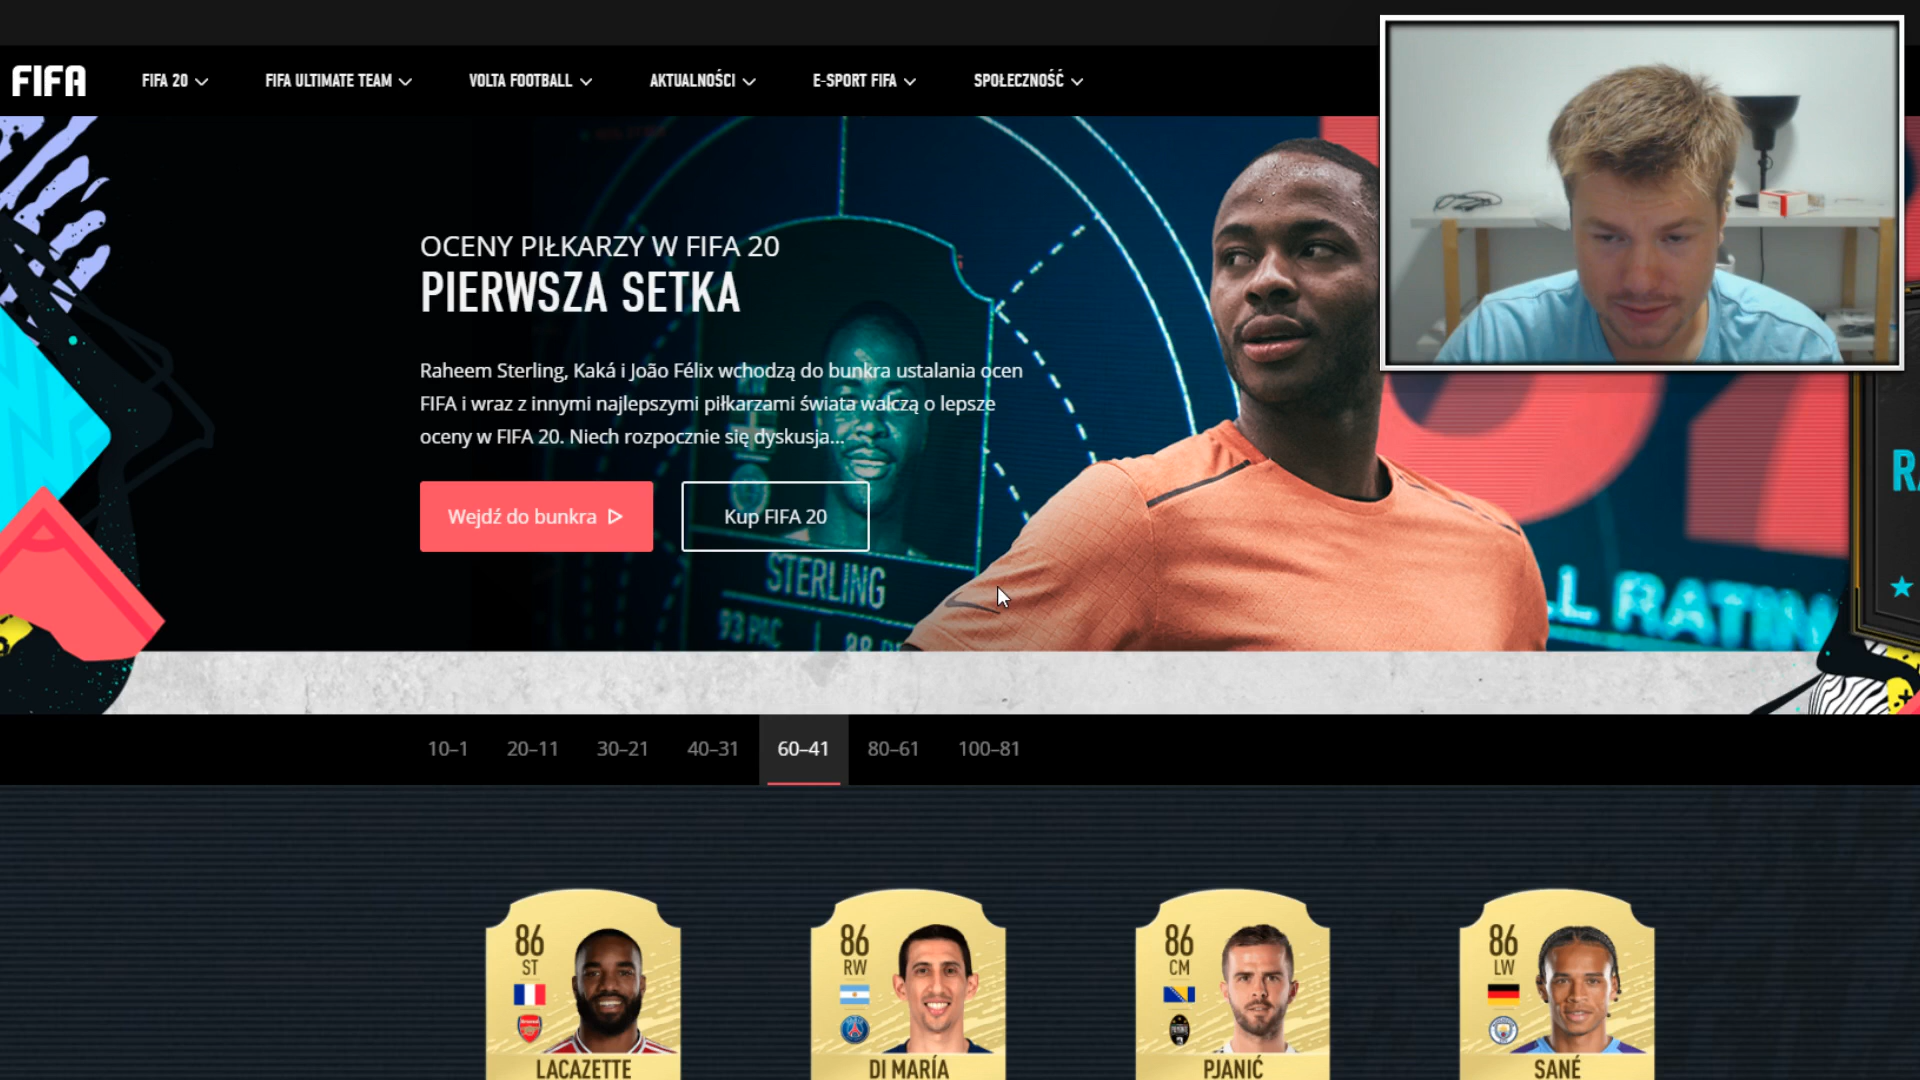 FIFA
FIFA 20
FIFA ULTIMATE TEAM
VOLTA FOOTBALL
AKTUALNOŚCI
E-SPORT FIFA
SPOŁECZNOŚĆ
OCENY PIŁKARZY W FIFA 20
PIERWSZA SETKA
Raheem Sterling, Kaká i João Félix wchodzą do bunkra ustalania ocen
FIFA i wraz z innymi najlepszymi piłkarzami świata walczą o lepsze
oceny w FIFA 20. Niech rozpocznie się dyskusja...
Wejdź do bunkra
Kup FIFA 20
STERLING
93 PAC
88
RATIN
10–1
20–11
30–21
40–31
60–41
80–61
100–81
86
ST
LACAZETTE
86
RW
DI MARÍA
86
CM
PJANIĆ
86
LW
SANÉ